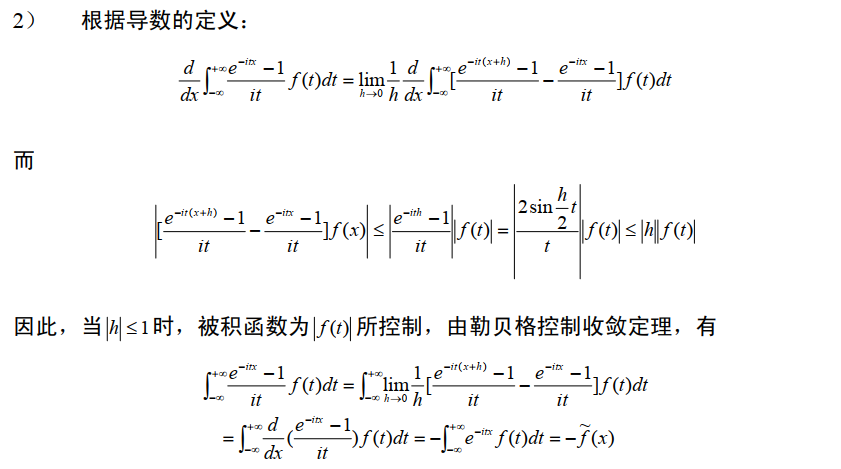 2） 根据导数的定义：
$\frac{d}{dx}\int_{-\infty}^{+\infty}\frac{e^{-itx}-1}{it}f(t)dt=\lim_{h\to 0}\frac{1}{h}\frac{d}{dx}\int_{-\infty}^{+\infty}[\frac{e^{-it(x+h)}-1}{it}-\frac{e^{-itx}-1}{it}]f(t)dt$
而
$\left|[\frac{e^{-it(x+h)}-1}{it}-\frac{e^{-itx}-1}{it}]f(x)\right|\le\left|\frac{e^{-ith}-1}{it}\right||f(t)|=\left|\frac{2\sin\frac{h}{2}t}{t}\right||f(t)|\le|h||f(t)|$
因此，当$|h|\le 1$时，被积函数为$|f(t)|$所控制，由勒贝格控制收敛定理，有
$\int_{-\infty}^{+\infty}\frac{e^{-itx}-1}{it}f(t)dt=\int_{-\infty}^{+\infty}\lim_{h\to 0}\frac{1}{h}[\frac{e^{-it(x+h)}-1}{it}-\frac{e^{-itx}-1}{it}]f(t)dt$
$=\int_{-\infty}^{+\infty}\frac{d}{dx}(\frac{e^{-itx}-1}{it})f(t)dt=-\int_{-\infty}^{+\infty}e^{-itx}f(t)dt=-\tilde{f}(x)$